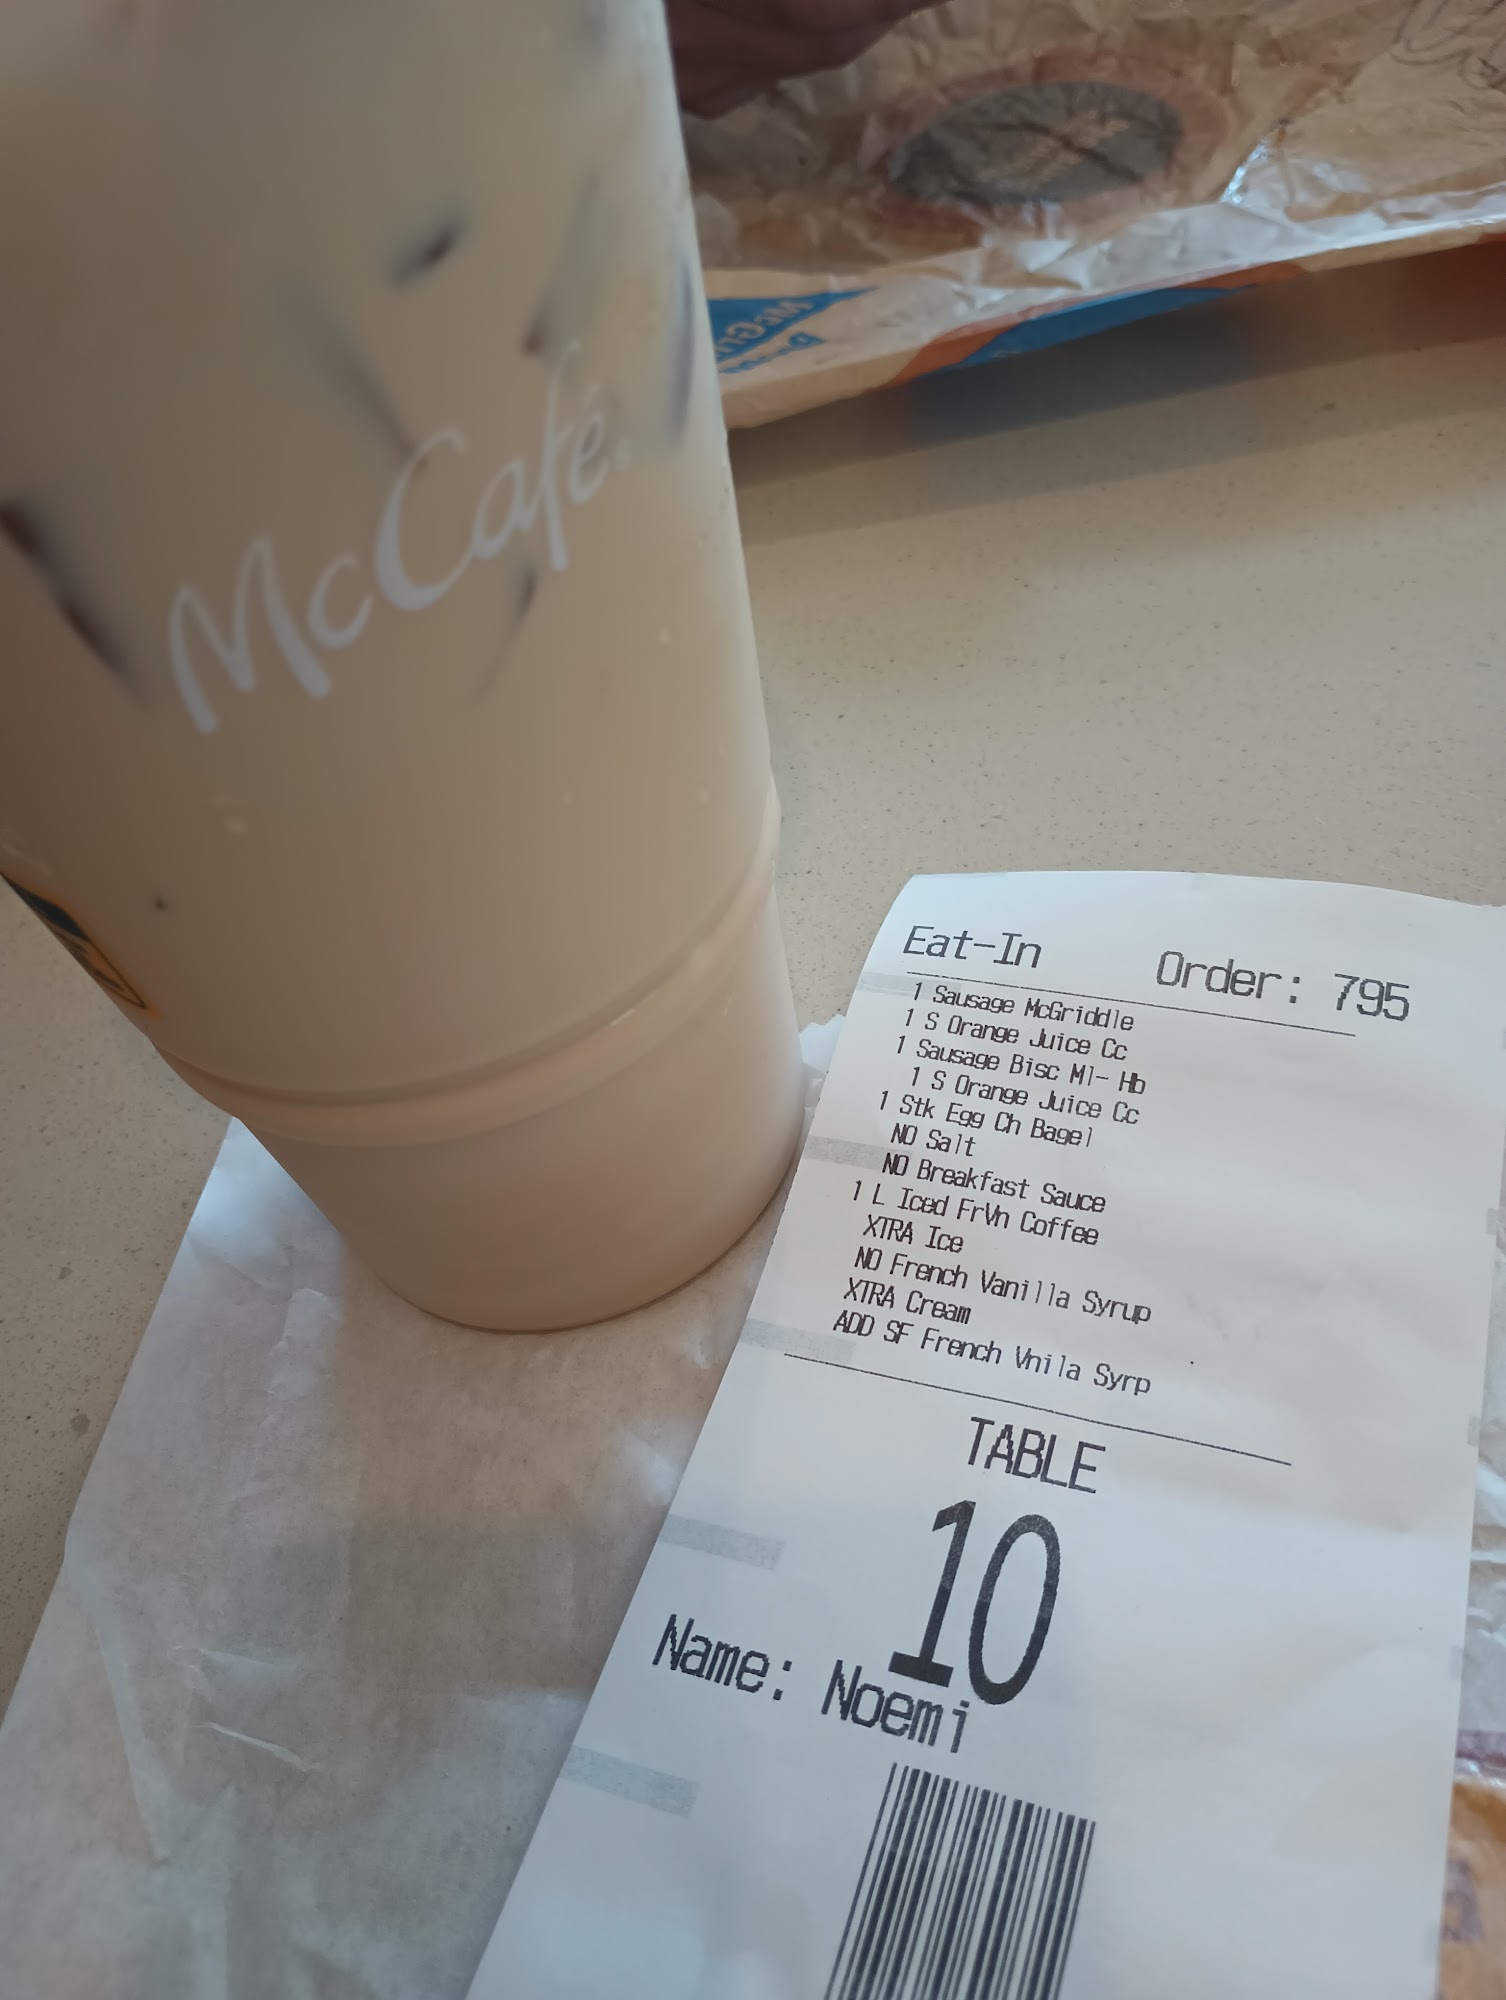 McCafé
Eat-In Order: 795
1 Sausage McGriddle
1 S Orange Juice Cc
1 Sausage Bisc Ml- Hb
1 S Orange Juice Cc
1 Stk Egg Ch Bagel
NO Salt
NO Breakfast Sauce
1 L Iced FrVn Coffee
XTRA Ice
NO French Vanilla Syrup
XTRA Cream
ADD SF French Vnila Syrp
TABLE
10
Name: Noemi